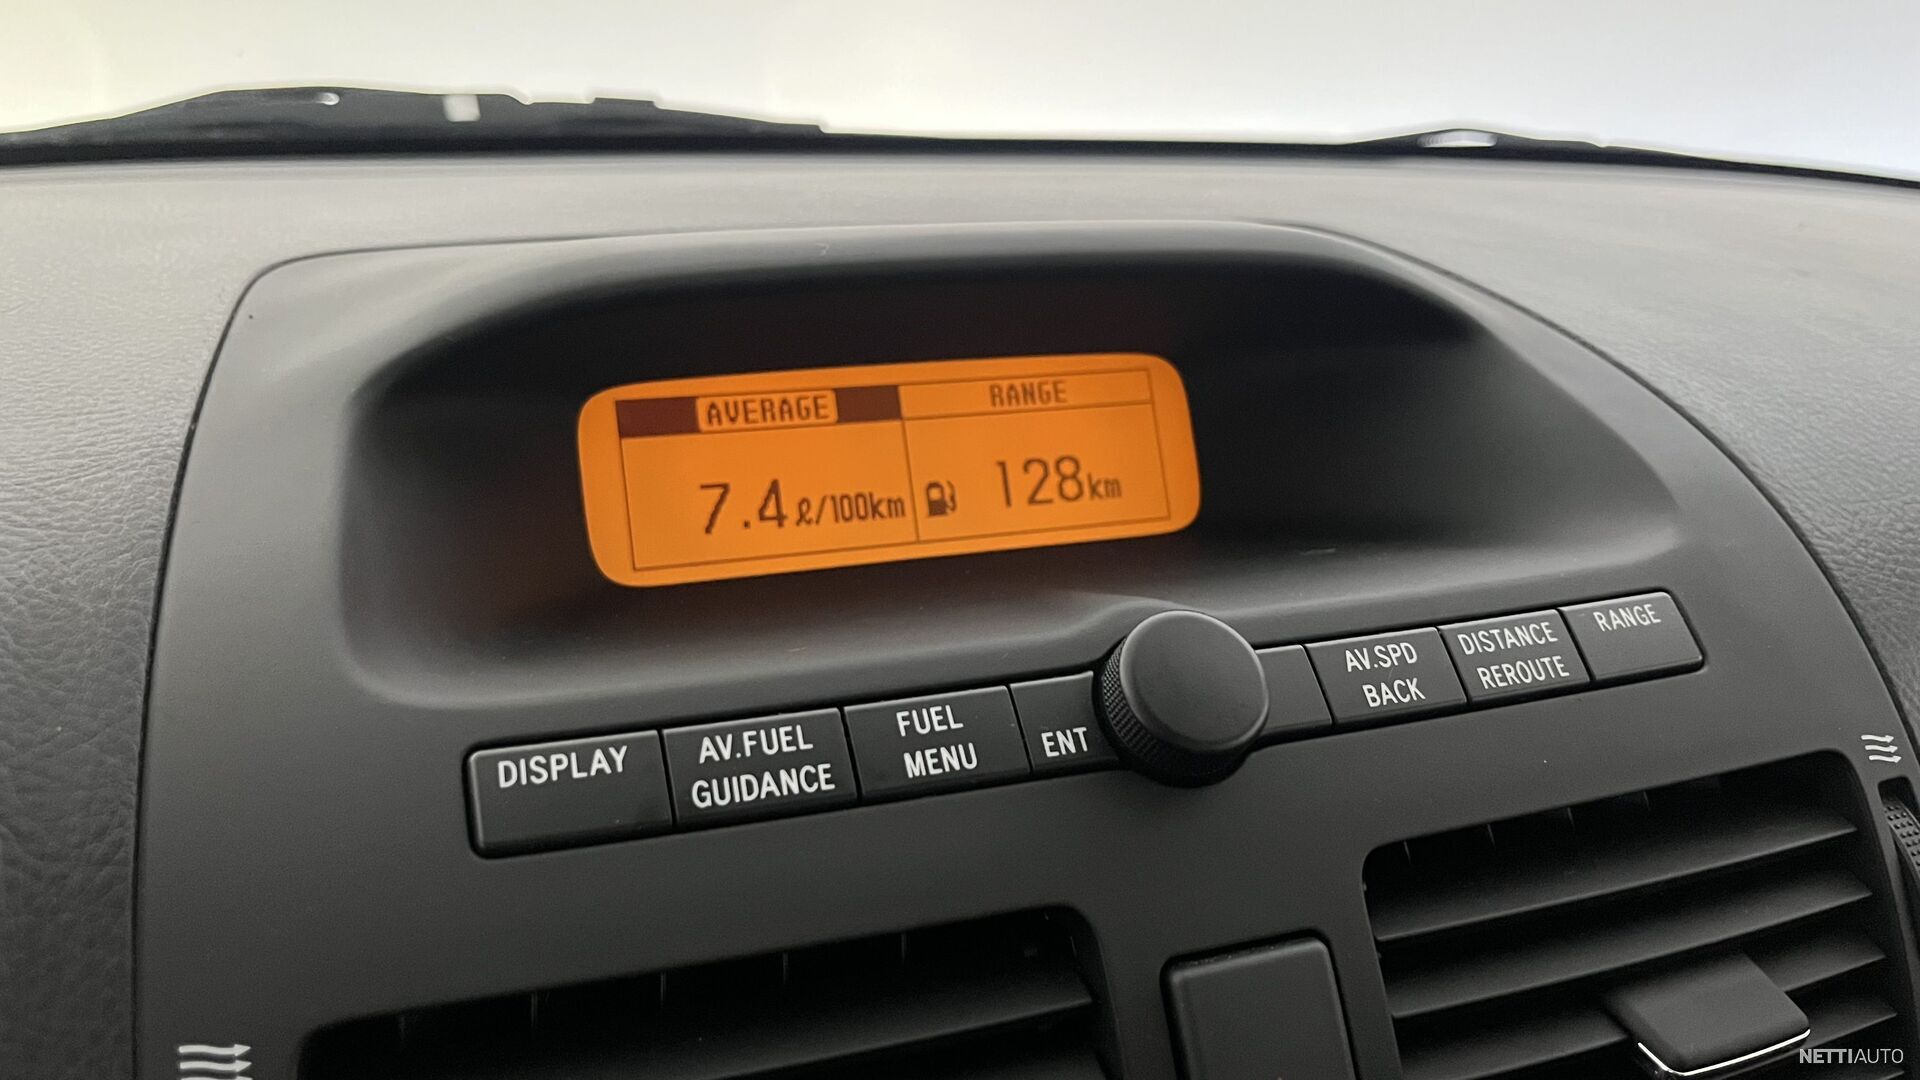 AVERAGE
RANGE
7.4ℓ/100km
128km
DISPLAY
AV.FUEL
GUIDANCE
FUEL
MENU
ENT
AV.SPD
BACK
DISTANCE
REROUTE
RANGE
NETTIAUTO